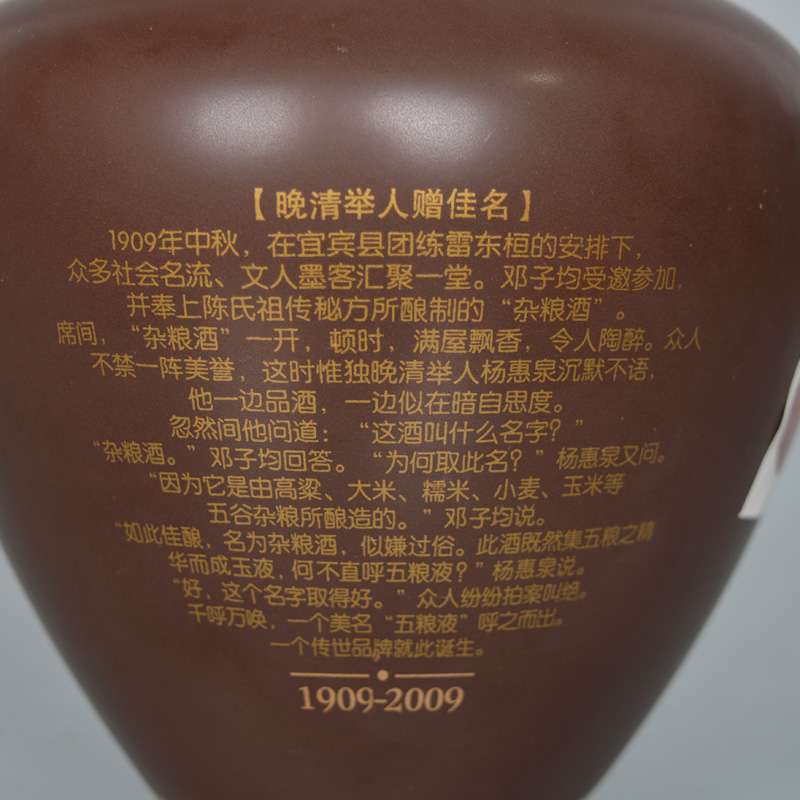 【晚清举人赠佳名】
1909年中秋，在宜宾县团练雷东桓的安排下，
众多社会名流、文人墨客汇聚一堂。邓子均受邀参加，
并奉上陈氏祖传秘方所酿制的“杂粮酒”。
席间，“杂粮酒”一开，顿时，满屋飘香，令人陶醉。众人
不禁一阵美誉，这时惟独晚清举人杨惠泉沉默不语，
他一边品酒，一边似在暗自思度。
忽然间他问道：“这酒叫什么名字？”
“杂粮酒。”邓子均回答。“为何取此名？”杨惠泉又问。
“因为它是由高粱、大米、糯米、小麦、玉米等
五谷杂粮所酿造的。”邓子均说。
“如此佳酿，名为杂粮酒，似嫌过俗。此酒既然集五粮之精
华而成玉液，何不直呼五粮液？”杨惠泉说。
“好，这个名字取得好。”众人纷纷拍案叫绝。
千呼万唤，一个美名“五粮液”呼之而出。
一个传世品牌就此诞生。
1909-2009